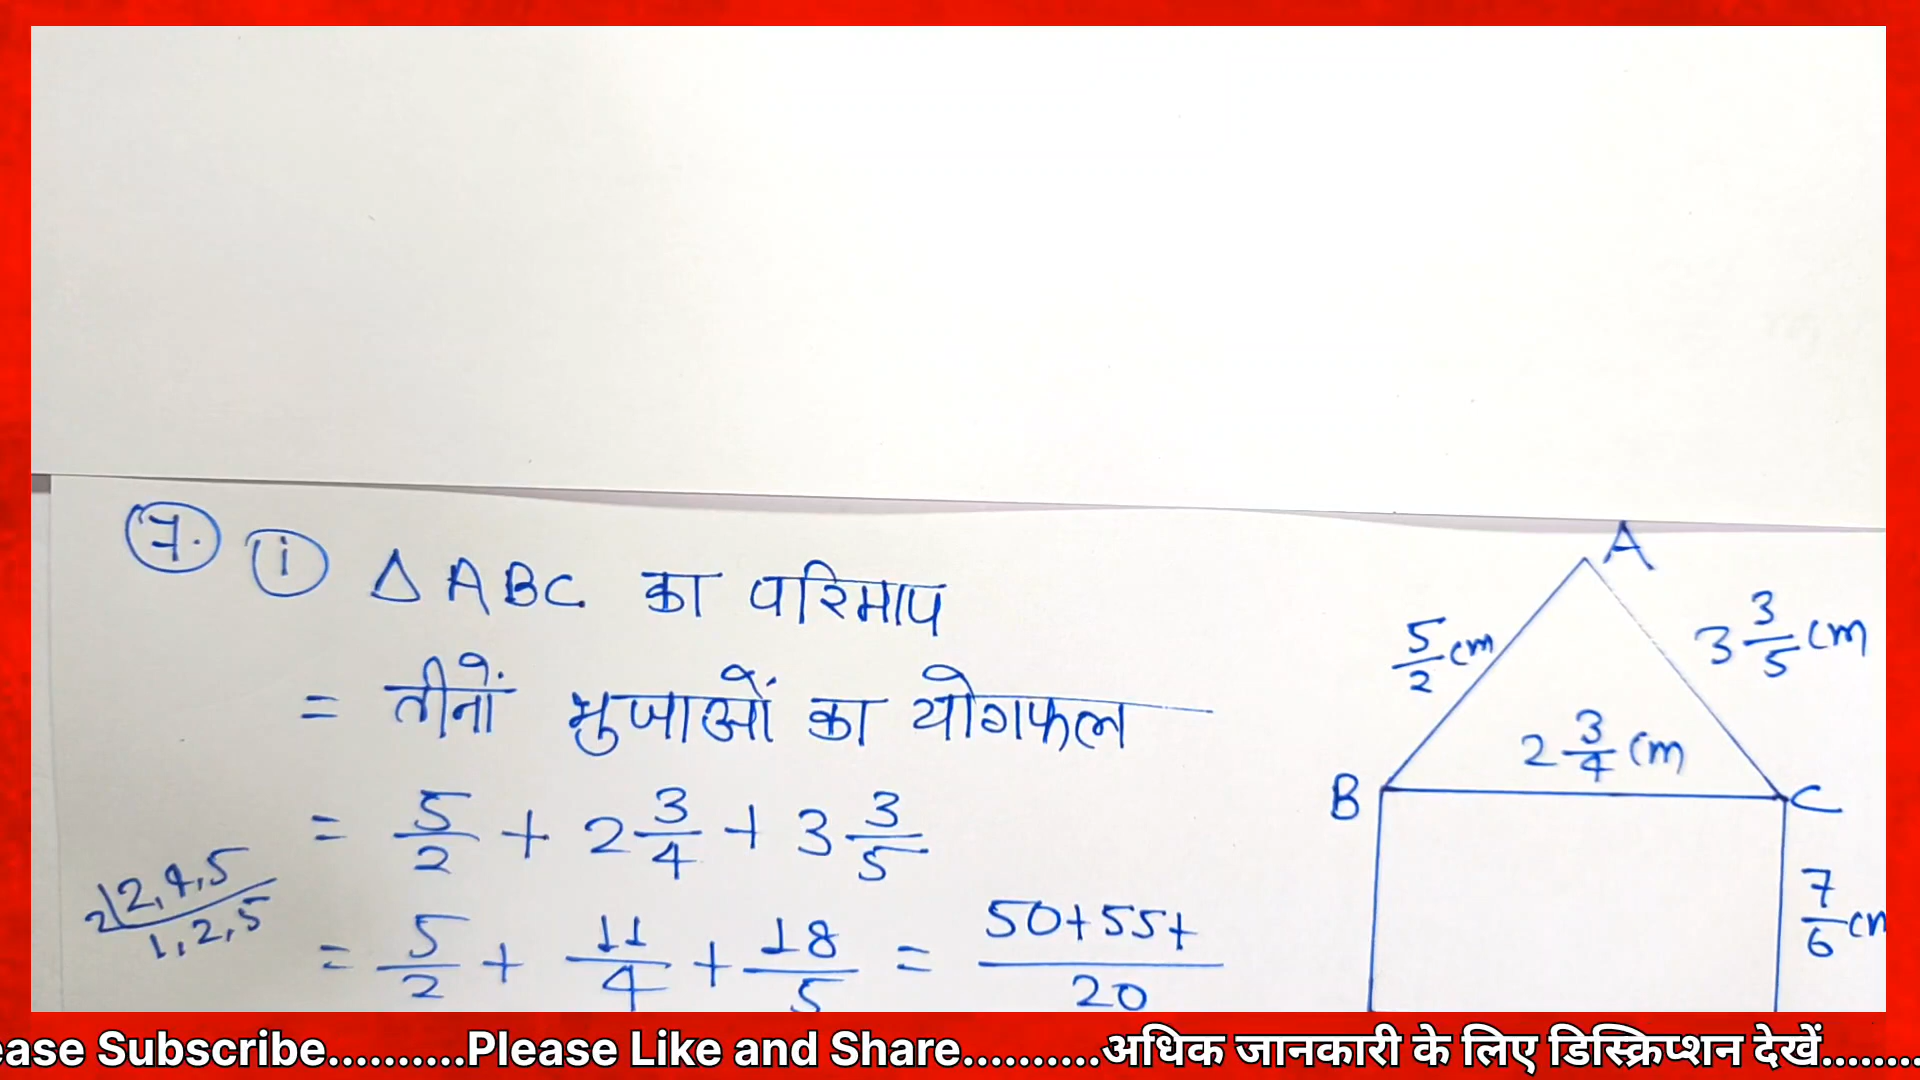 7. i Δ ABC का परिमाप
= तीनों भुजाओं का योगफल
= 5/2 + 2 3/4 + 3 3/5
2 2,4,5
1,2,5
= 5/2 + 11/4 + 18/5 = 50+55+/20
A
5/2 cm
3 3/5 cm
2 3/4 cm
B
C
7/6 cm
ease Subscribe..........Please Like and Share..........अधिक जानकारी के लिए डिस्क्रिप्शन देखें........